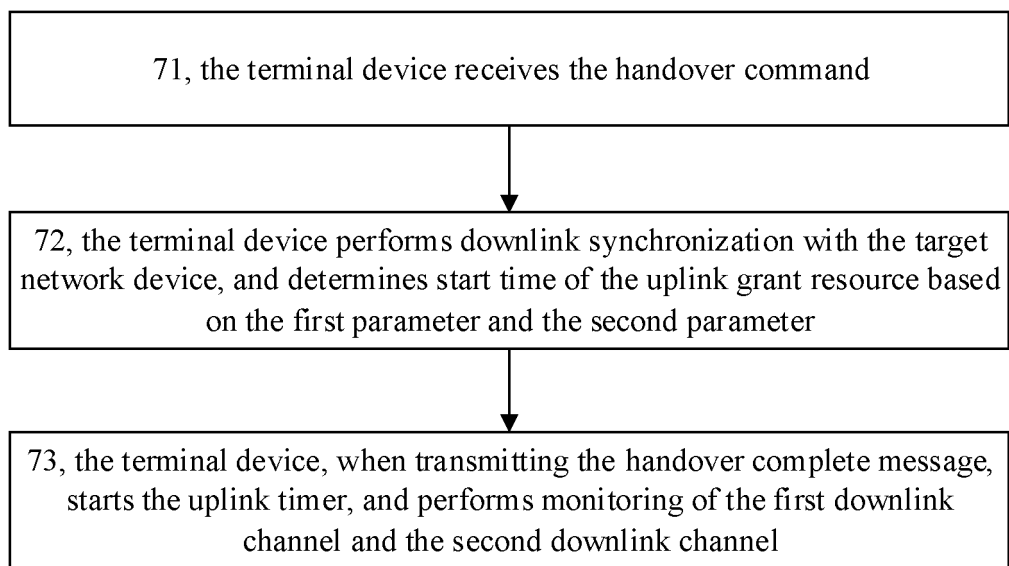 71, the terminal device receives the handover command
72, the terminal device performs downlink synchronization with the target
network device, and determines start time of the uplink grant resource based
on the first parameter and the second parameter
73, the terminal device, when transmitting the handover complete message,
starts the uplink timer, and performs monitoring of the first downlink
channel and the second downlink channel